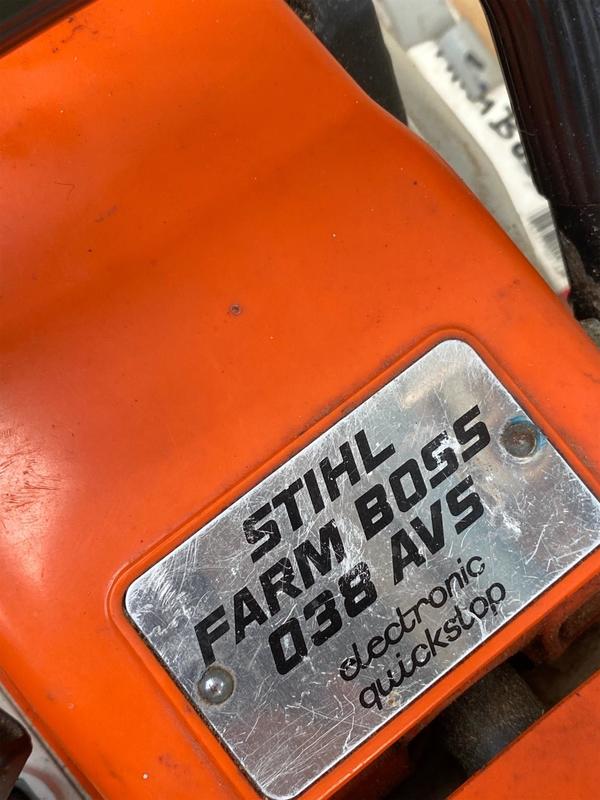 STIHL
FARM BOSS
038 AVS
electronic
quickstop